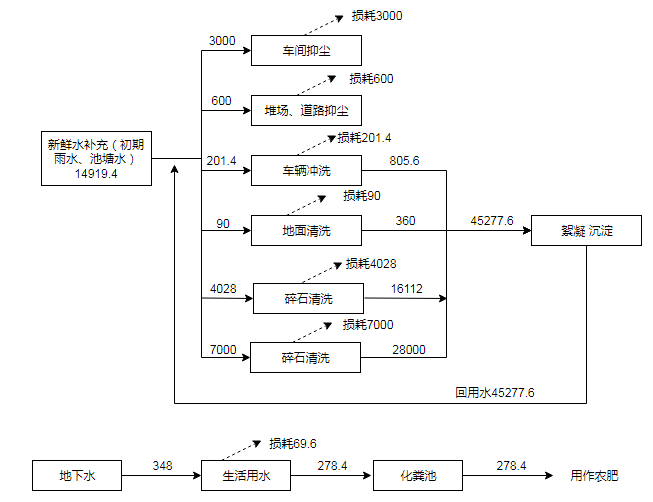 损耗3000
3000
车间抑尘
损耗600
600
堆场、道路抑尘
新鲜水补充（初期
雨水、池塘水）
14919.4
损耗201.4
201.4
车辆冲洗
805.6
损耗90
90
地面清洗
360
45277.6
絮凝 沉淀
损耗4028
4028
碎石清洗
16112
损耗7000
7000
碎石清洗
28000
回用水45277.6
损耗69.6
地下水
348
生活用水
278.4
化粪池
278.4
用作农肥